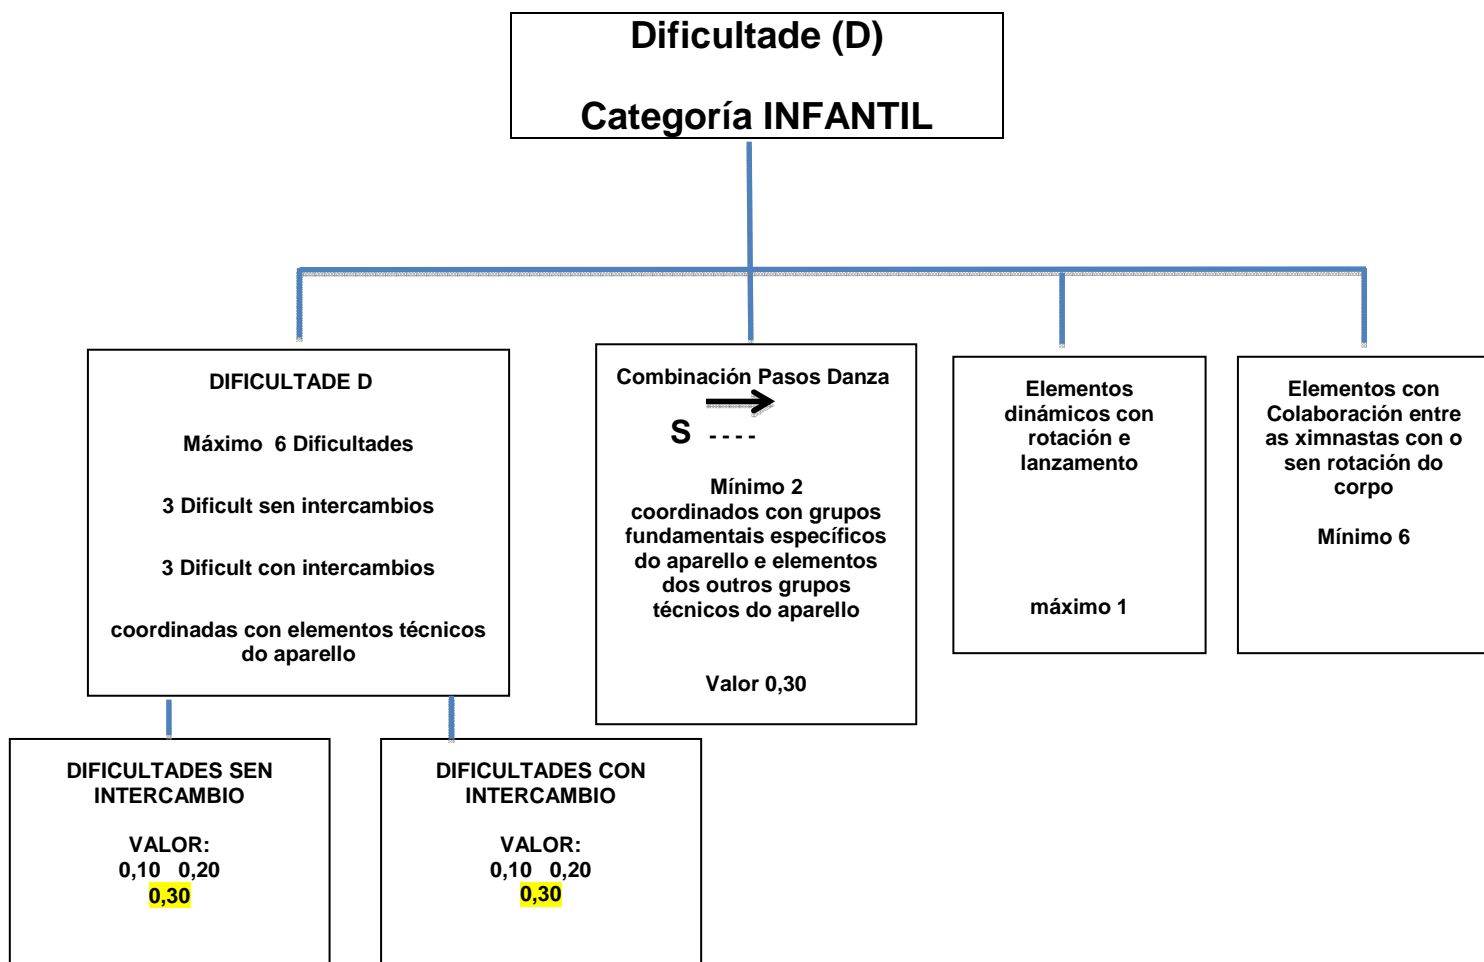 Dificultade (D)
Categoría INFANTIL
DIFICULTADE D
Máximo 6 Dificultades
3 Dificult sen intercambios
3 Dificult con intercambios
coordinadas con elementos técnicos
do aparello
Combinación Pasos Danza
S ----
Mínimo 2
coordinados con grupos
fundamentais específicos
do aparello e elementos
dos outros grupos
técnicos do aparello
Valor 0,30
Elementos
dinámicos con
rotación e
lanzamento
máximo 1
Elementos con
Colaboración entre
as ximnastas con o
sen rotación do
corpo
Mínimo 6
DIFICULTADES SEN
INTERCAMBIO
VALOR:
0,10 0,20
0,30
DIFICULTADES CON
INTERCAMBIO
VALOR:
0,10 0,20
0,30